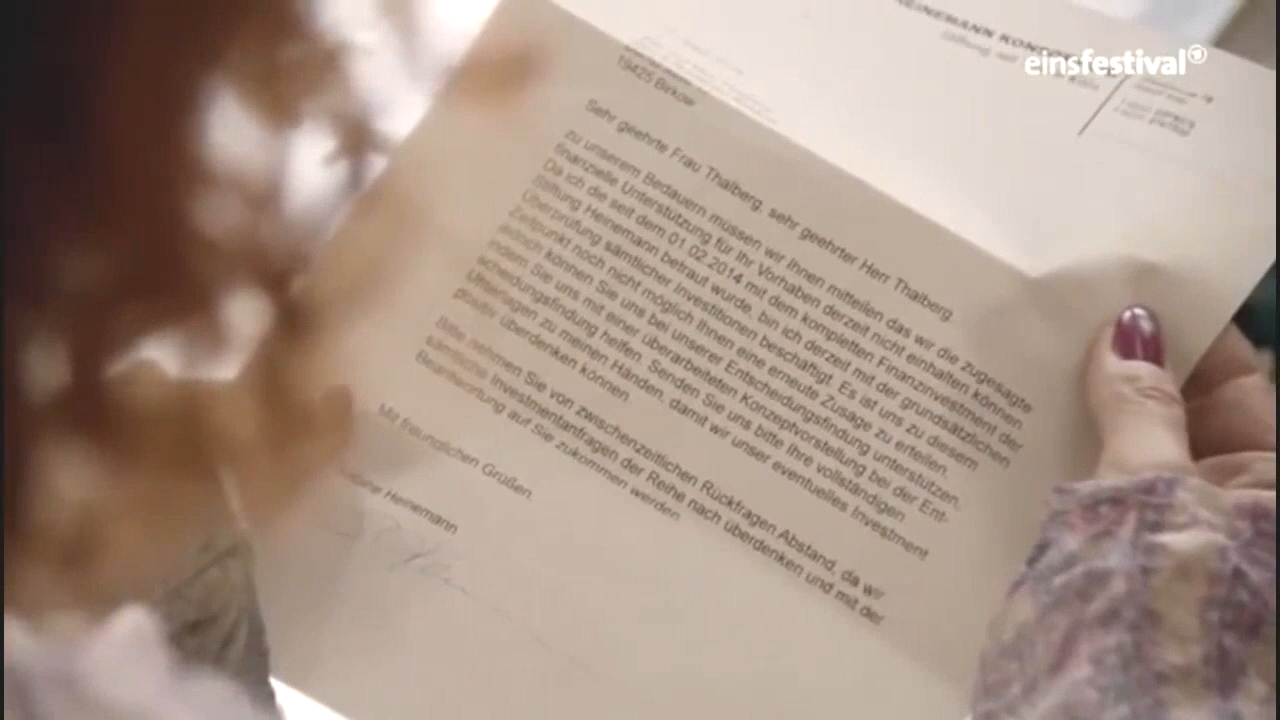 HEINEMANN
einsfestival
19425 Birkow
Sehr geehrte Frau Thalberg, sehr geehrter Herr Thalberg,
zu unserem Bedauern müssen wir Ihnen mitteilen das wir die zugesagte
finanzielle Unterstützung für Ihr Vorhaben derzeit nicht einhalten können.
Da ich die seit dem 01.02.2014 mit dem kompletten Finanzinvestment der
Stiftung Heinemann betraut wurde, bin ich derzeit mit der grundsätzlichen
Überprüfung sämtlicher Investitionen beschäftigt. Es ist uns zu diesem
Zeitpunkt noch nicht möglich Ihnen eine erneute Zusage zu erteilen.
Jedoch können Sie uns bei unserer Entscheidungsfindung unterstützen,
indem Sie uns mit einer überarbeiteten Konzeptvorstellung bei der Ent-
scheidungsfindung helfen. Senden Sie uns bitte Ihre vollständigen
Unterlagen zu meinen Händen, damit wir unser eventuelles Investment
positiv überdenken können.
Bitte nehmen Sie von zwischenzeitlichen Rückfragen Abstand, da wir
sämtliche Investmentanfragen der Reihe nach überdenken und mit der
Beantwortung auf Sie zukommen werden.
Mit freundlichen Grüßen,
Heinemann